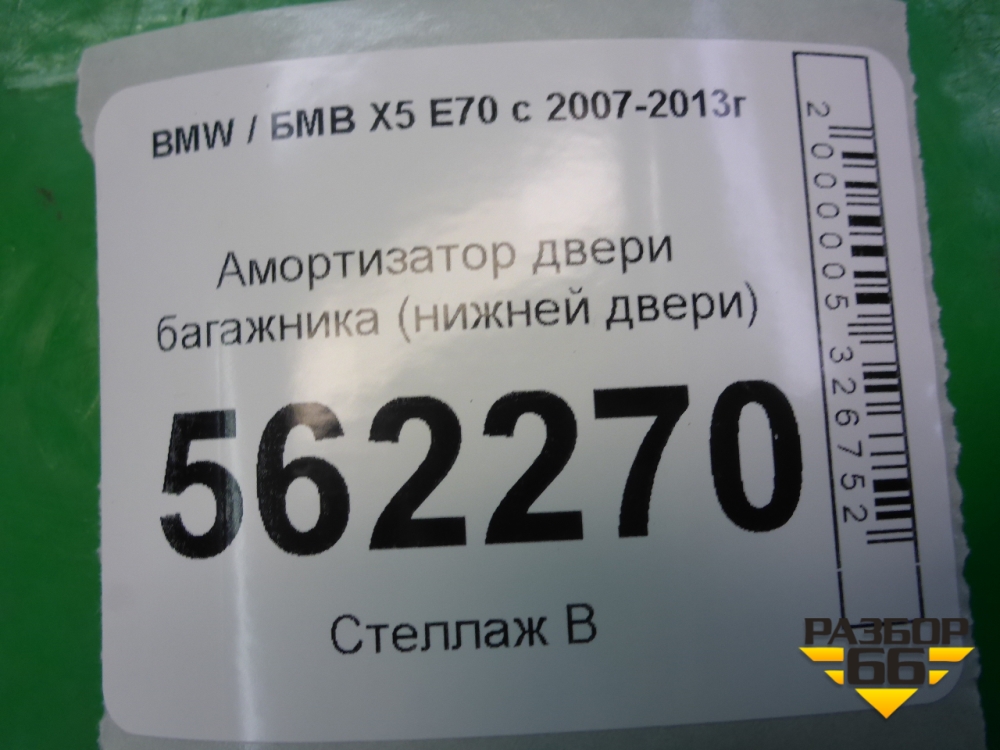 BMW / БМВ X5 E70 с 2007-2013г
Амортизатор двери
багажника (нижней двери)
562270
Стеллаж В
2000005326752
РАЗБОР
66